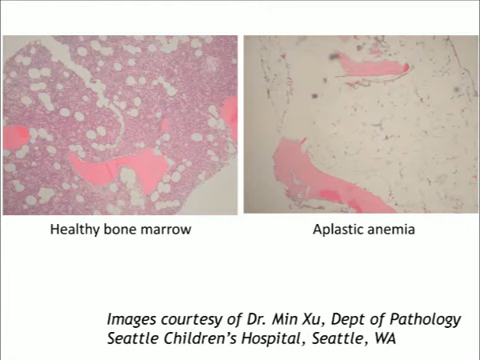 Healthy bone marrow
Aplastic anemia
Images courtesy of Dr. Min Xu, Dept of Pathology
Seattle Children's Hospital, Seattle, WA